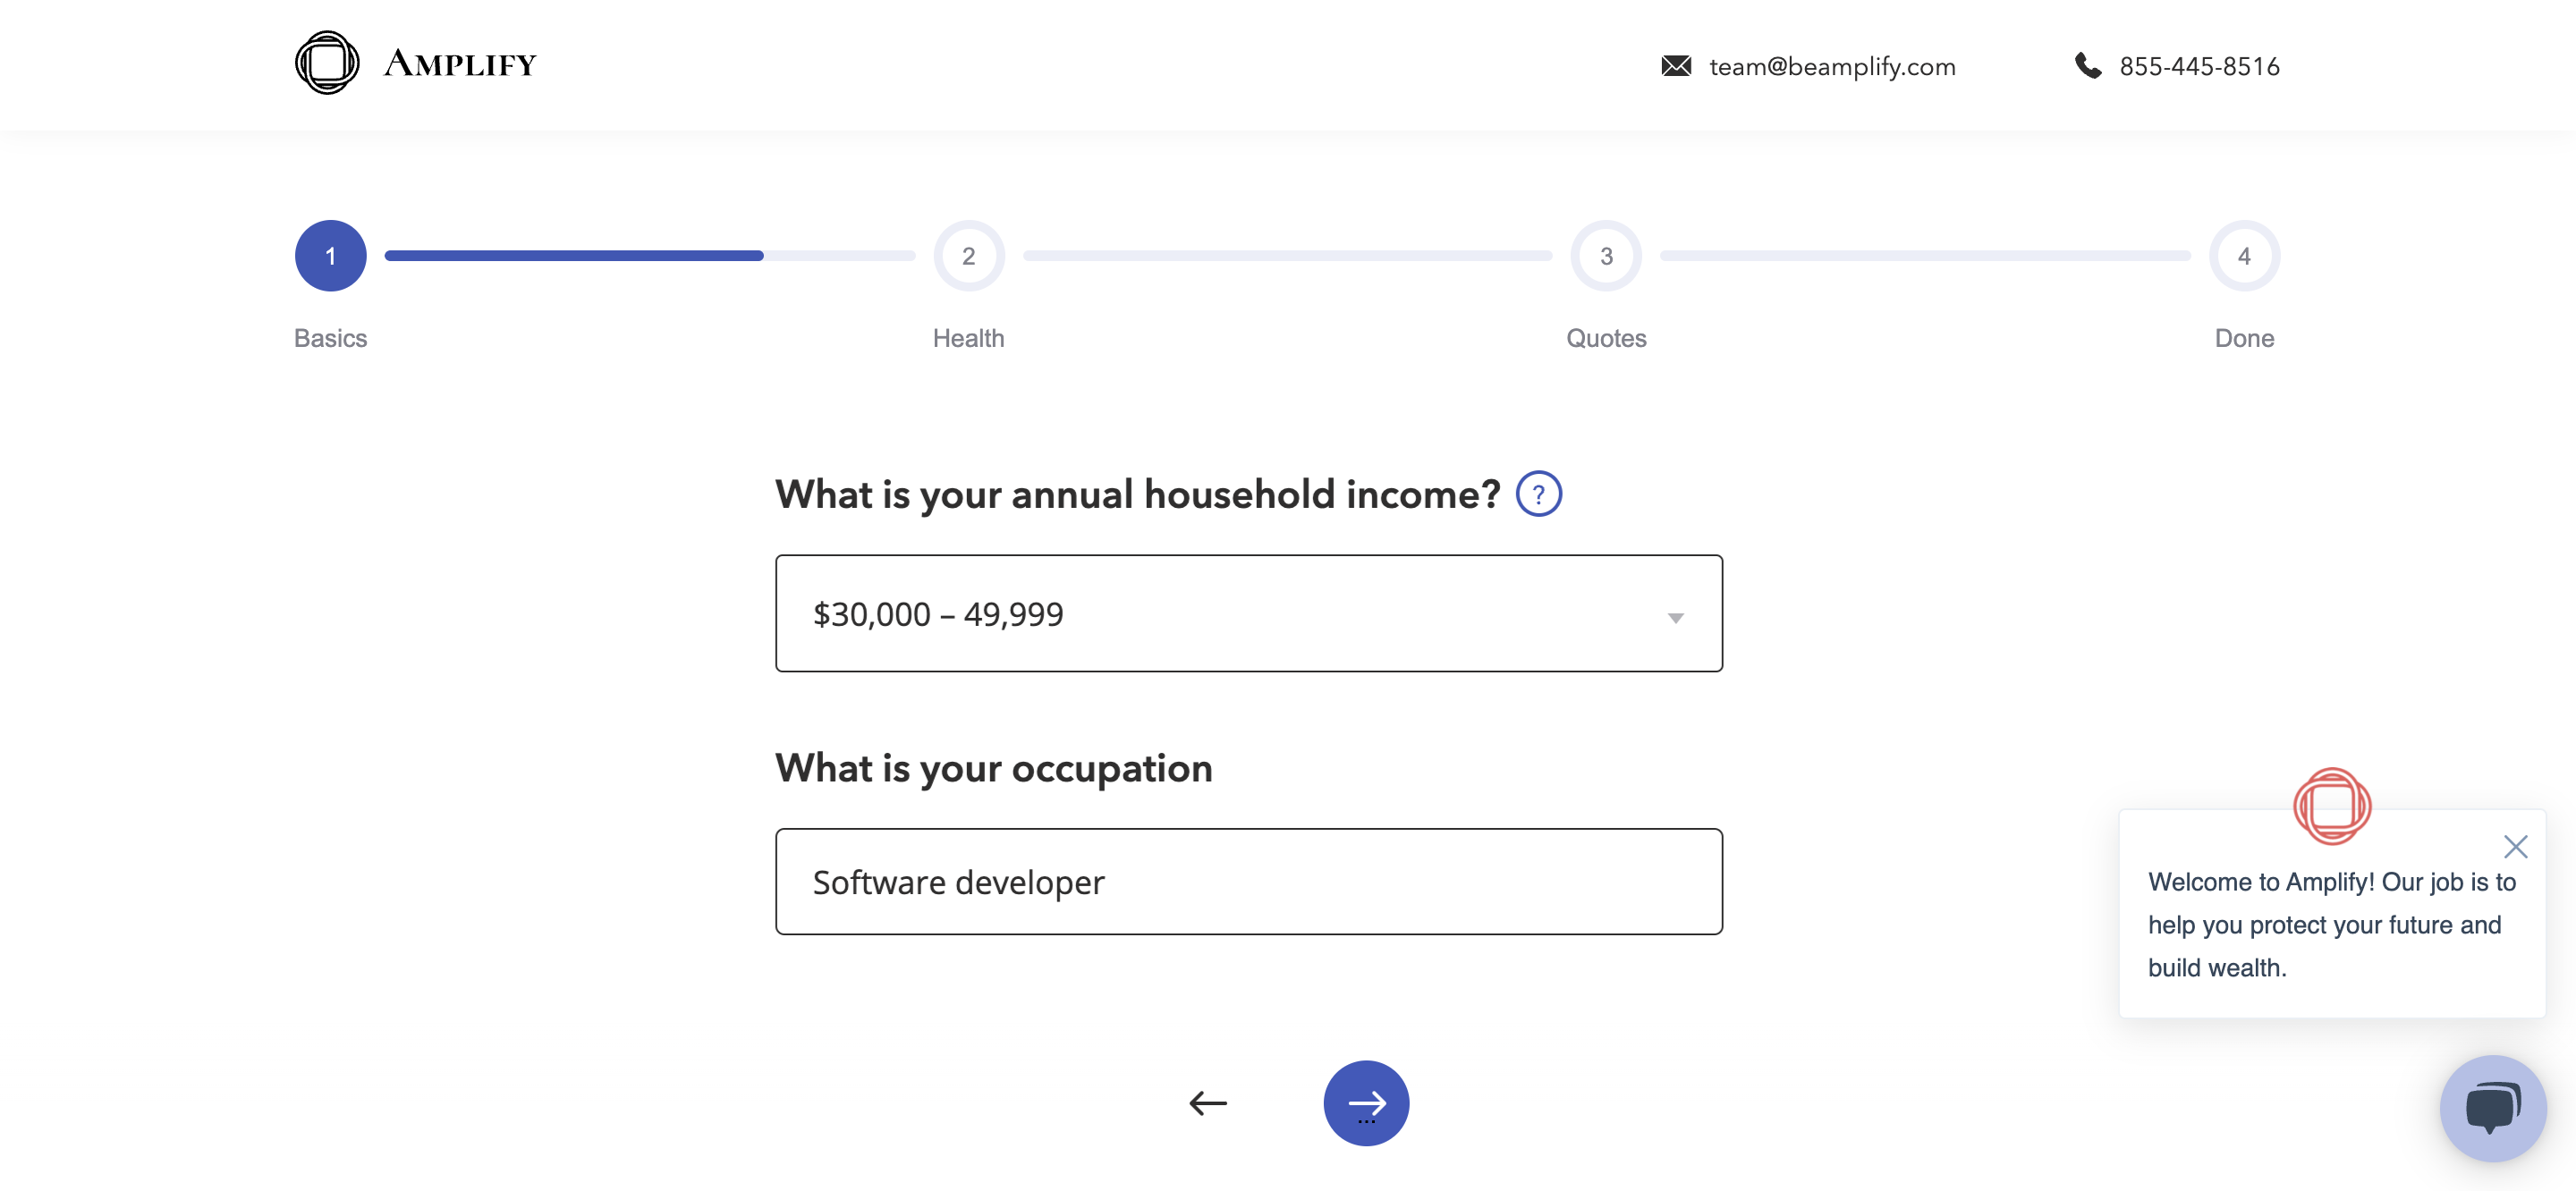 AMPLIFY
team@beamplify.com
855-445-8516
1
2
3
4
Basics
Health
Quotes
Done
What is your annual household income? ?
$30,000 – 49,999
What is your occupation
Software developer
Welcome to Amplify! Our job is to
help you protect your future and
build wealth.
...